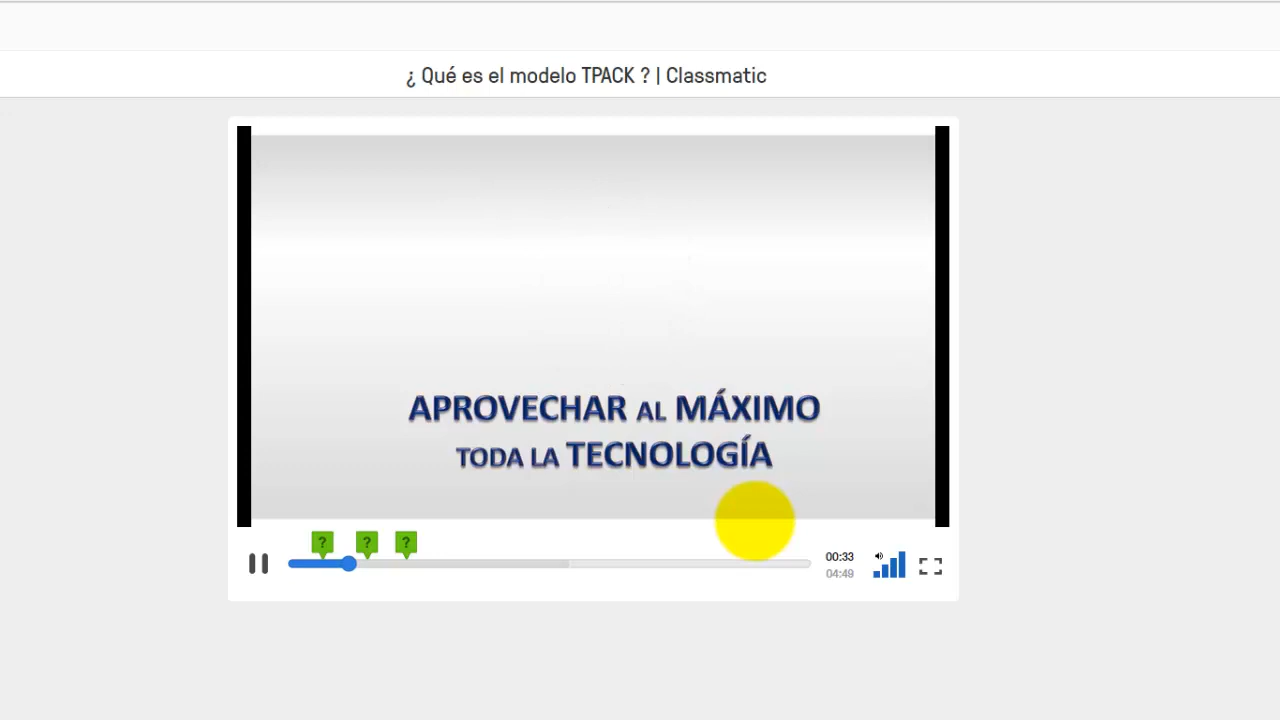 ¿ Qué es el modelo TPACK ? | Classmatic
APROVECHAR AL MÁXIMO
TODA LA TECNOLOGÍA
? ? ?
00:33
04:49